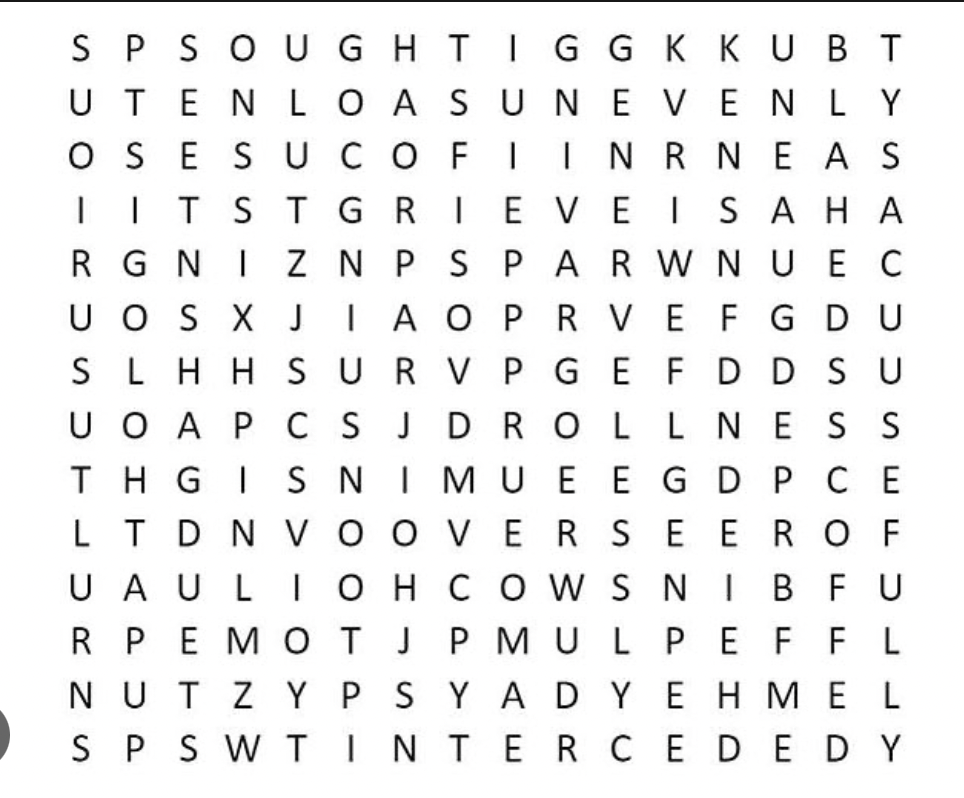 S P S O U G H T I G G K K U B T
U T E N L O A S U N E V E N L Y
O S E S U C O F I I N R N E A S
I I T S T G R I E V E I S A H A
R G N I Z N P S P A R W N U E C
U O S X J I A O P R V E F G D U
S L H H S U R V P G E F D D S U
U O A P C S J D R O L L N E S S
T H G I S N I M U E E G D P C E
L T D N V O O V E R S E E R O F
U A U L I O H C O W S N I B F U
R P E M O T J P M U L P E F F L
N U T Z Y P S Y A D Y E H M E L
S P S W T I N T E R C E D E D Y